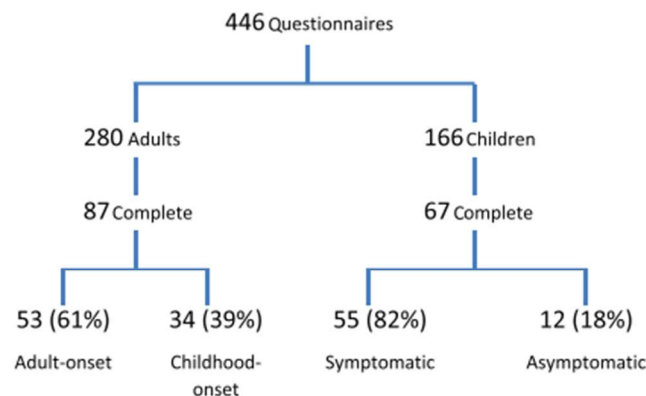 446 Questionnaires
280 Adults
166 Children
87 Complete
67 Complete
53 (61%)
34 (39%)
55 (82%)
12 (18%)
Adult-onset
Childhood-
onset
Symptomatic
Asymptomatic